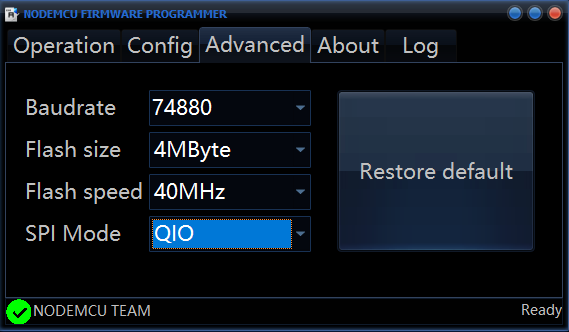 NODEMCU FIRMWARE PROGRAMMER
Operation Config Advanced About Log
Baudrate 74880
Flash size 4MByte
Flash speed 40MHz
SPI Mode QIO
Restore default
NODEMCU TEAM Ready